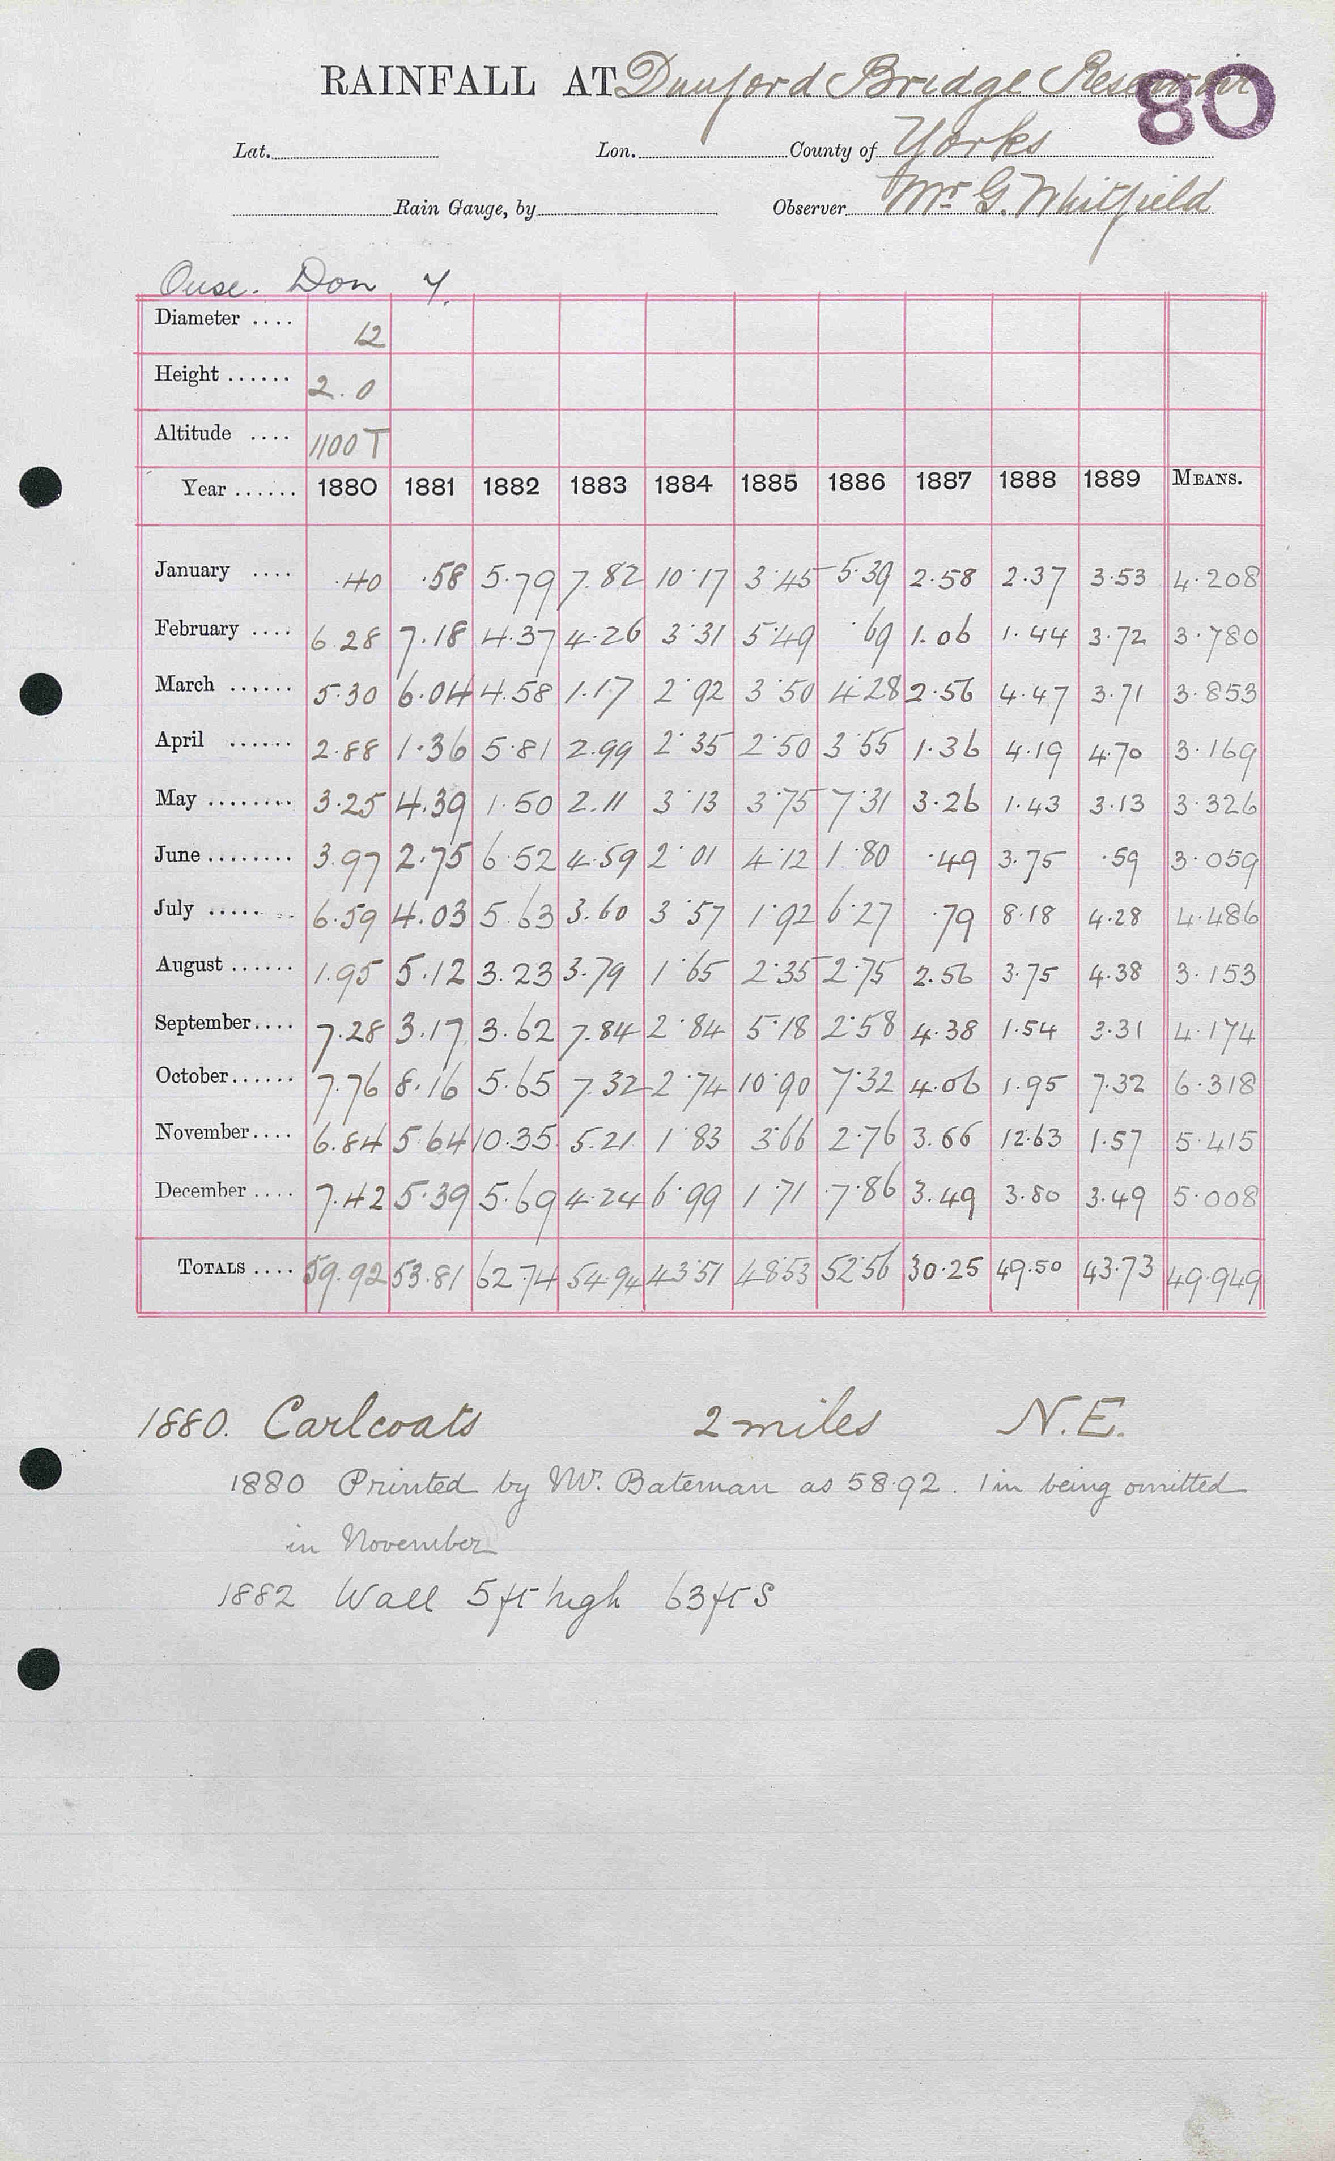 RAINFALL AT Dunford Bridge Reservoir
80
Lat. Lon. County of Yorks
Rain Gauge, by Observer Mr. G. Whitfield
Ouse. Don 7.
Diameter .... 12
Height ...... 2.0
Altitude .... 1100 T
Year ...... 1880 1881 1882 1883 1884 1885 1886 1887 1888 1889 MEANS.
January .... .40 .58 5.79 7.82 10.17 3.45 5.39 2.58 2.37 3.53 4.208
February .... 6.28 7.18 4.37 4.26 3.31 5.49 .69 1.06 1.44 3.72 3.780
March ...... 5.30 6.04 4.58 1.17 2.92 3.50 4.28 2.56 4.47 3.71 3.853
April ...... 2.88 1.36 5.81 2.99 2.35 2.50 3.55 1.36 4.19 4.70 3.169
May ........ 3.25 4.39 1.50 2.11 3.13 3.75 7.31 3.26 1.43 3.13 3.326
June ........ 3.97 2.75 6.52 4.59 2.01 4.12 1.80 .49 3.75 .59 3.059
July ........ 6.59 4.03 5.63 3.60 3.57 1.92 6.27 .79 8.18 4.28 4.486
August ...... 1.95 5.12 3.23 3.79 1.65 2.35 2.75 2.56 3.75 4.38 3.153
September.... 7.28 3.17 3.62 7.84 2.84 5.18 2.58 4.38 1.54 3.31 4.174
October...... 7.76 8.16 5.65 7.32 2.74 10.90 7.32 4.06 1.95 7.32 6.318
November.... 6.84 5.64 10.35 5.21 1.83 3.66 2.76 3.66 12.63 1.57 5.415
December .... 7.42 5.39 5.69 4.24 6.99 1.71 7.86 3.49 3.80 3.49 5.008
TOTALS .... 59.92 53.81 62.74 54.94 43.51 48.53 52.56 30.25 49.50 43.73 49.949
1880. Carlcoats 2 miles N.E.
1880 Printed by Mr. Bateman as 58.92. 1 in being omitted
in November
1882 Wall 5 ft high 63 ft S